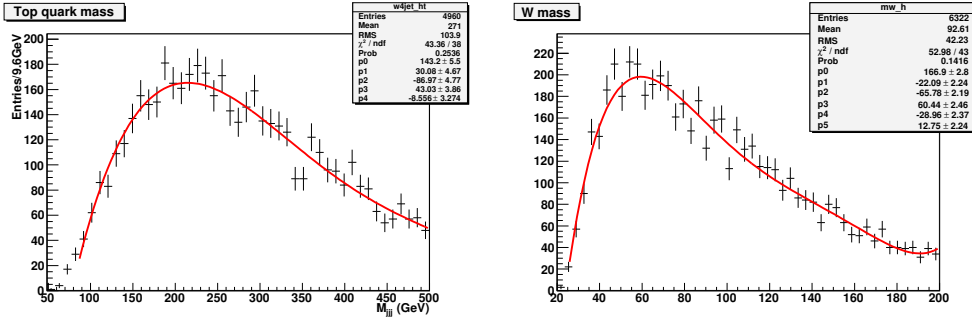 Top quark mass
w4jet_ht
Entries 4960
Mean 271
RMS 103.9
χ² / ndf 43.36 / 38
Prob 0.2536
p0 143.2 ± 5.5
p1 30.08 ± 4.67
p2 -86.97 ± 4.77
p3 43.03 ± 3.86
p4 -8.556 ± 3.274
Entries/9.6GeV
200
180
160
140
120
100
80
60
40
20
0
50 100 150 200 250 300 350 400 450 500
M_jjj (GeV)
W mass
mw_h
Entries 6322
Mean 92.61
RMS 42.23
χ² / ndf 52.98 / 43
Prob 0.1416
p0 166.9 ± 2.8
p1 -22.09 ± 2.24
p2 -65.78 ± 2.19
p3 60.44 ± 2.46
p4 -28.96 ± 2.37
p5 12.75 ± 2.24
220
200
180
160
140
120
100
80
60
40
20
0
20 40 60 80 100 120 140 160 180 200